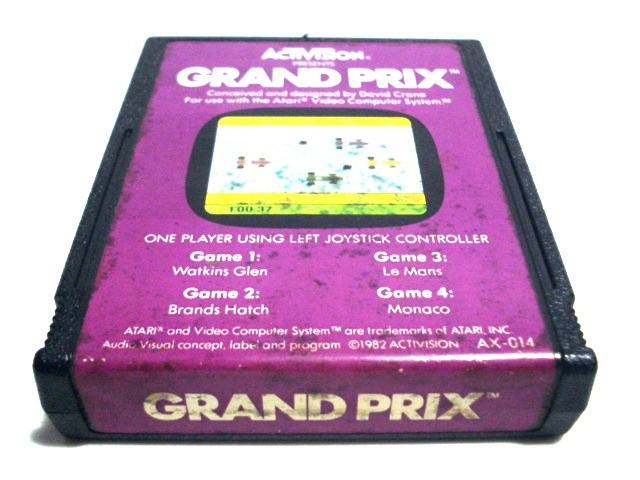 ACTIVISION®
PRESENTS
GRAND PRIX™
Conceived and designed by David Crane
For use with the Atari® Video Computer System™
1:00.37
ONE PLAYER USING LEFT JOYSTICK CONTROLLER
Game 1: Game 3:
Watkins Glen Le Mans
Game 2: Game 4:
Brands Hatch Monaco
ATARI® and Video Computer System™ are trademarks of ATARI, INC.
Audio Visual concept, label and program ©1982 ACTIVISION AX-014
GRAND PRIX™